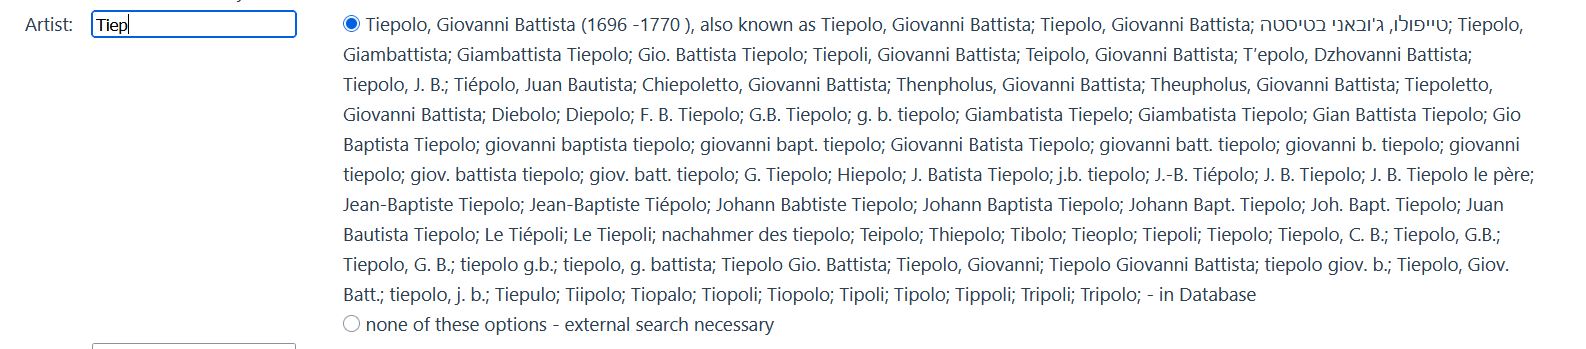 Artist: Tiep
Tiepolo, Giovanni Battista (1696 -1770 ), also known as Tiepolo, Giovanni Battista; Tiepolo, Giovanni Battista; טייפולו, ג'ובאני בטיסטה; Tiepolo,
Giambattista; Giambattista Tiepolo; Gio. Battista Tiepolo; Tiepoli, Giovanni Battista; Teipolo, Giovanni Battista; T’epolo, Dzhovanni Battista;
Tiepolo, J. B.; Tiépolo, Juan Bautista; Chiepoletto, Giovanni Battista; Thenpholus, Giovanni Battista; Theupholus, Giovanni Battista; Tiepoletto,
Giovanni Battista; Diebolo; Diepolo; F. B. Tiepolo; G.B. Tiepolo; g. b. tiepolo; Giambatista Tiepelo; Giambatista Tiepolo; Gian Battista Tiepolo; Gio
Baptista Tiepolo; giovanni baptista tiepolo; giovanni bapt. tiepolo; Giovanni Batista Tiepolo; giovanni batt. tiepolo; giovanni b. tiepolo; giovanni
tiepolo; giov. battista tiepolo; giov. batt. tiepolo; G. Tiepolo; Hiepolo; J. Batista Tiepolo; j.b. tiepolo; J.-B. Tiépolo; J. B. Tiepolo; J. B. Tiepolo le père;
Jean-Baptiste Tiepolo; Jean-Baptiste Tiépolo; Johann Babtiste Tiepolo; Johann Baptista Tiepolo; Johann Bapt. Tiepolo; Joh. Bapt. Tiepolo; Juan
Bautista Tiepolo; Le Tiépoli; Le Tiepoli; nachahmer des tiepolo; Teipolo; Thiepolo; Tibolo; Tieoplo; Tiepoli; Tiepolo; Tiepolo, C. B.; Tiepolo, G.B.;
Tiepolo, G. B.; tiepolo g.b.; tiepolo, g. battista; Tiepolo Gio. Battista; Tiepolo, Giovanni; Tiepolo Giovanni Battista; tiepolo giov. b.; Tiepolo, Giov.
Batt.; tiepolo, j. b.; Tiepulo; Tiipolo; Tiopalo; Tiopoli; Tiopolo; Tipoli; Tipolo; Tippoli; Tripoli; Tripolo; - in Database
none of these options - external search necessary